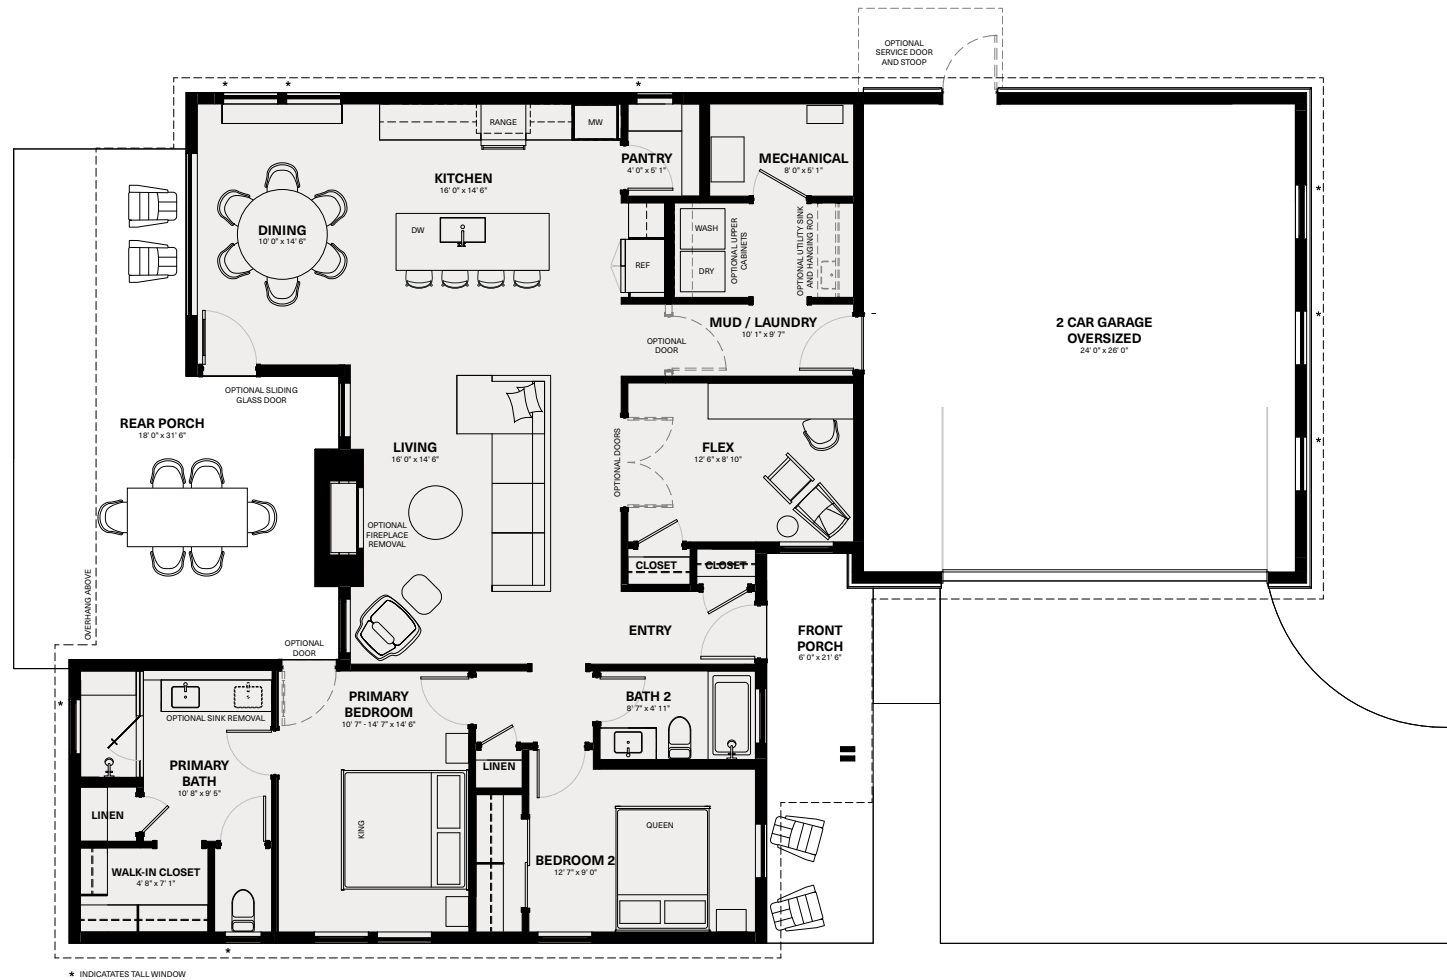 OPTIONAL
SERVICE DOOR
AND STOOP
*
*
*
RANGE
MW
PANTRY
4' 0" x 5' 1"
MECHANICAL
8' 0" x 5' 1"
KITCHEN
16' 0" x 14' 6"
*
DINING
10' 0" x 14' 6"
DW
WASH
DRY
OPTIONAL UPPER
CABINETS
OPTIONAL UTILITY SINK
AND HANGING ROD
REF
MUD / LAUNDRY
10' 1" x 9' 7"
2 CAR GARAGE
OVERSIZED
24' 0" x 26' 0"
*
OPTIONAL
DOOR
OPTIONAL SLIDING
GLASS DOOR
REAR PORCH
18' 0" x 31' 6"
LIVING
16' 0" x 14' 6"
OPTIONAL DOORS
FLEX
12' 6" x 8' 10"
*
OPTIONAL
FIREPLACE
REMOVAL
CLOSET
CLOSET
OVERHANG ABOVE
ENTRY
FRONT
PORCH
6' 0" x 21' 6"
OPTIONAL
DOOR
PRIMARY
BEDROOM
10' 7" - 14' 7" x 14' 6"
BATH 2
8' 7" x 4' 11"
*
OPTIONAL SINK REMOVAL
PRIMARY
BATH
10' 8" x 9' 5"
LINEN
LINEN
KING
QUEEN
BEDROOM 2
12' 7" x 9' 0"
WALK-IN CLOSET
4' 8" x 7' 1"
*
* INDICATATES TALL WINDOW